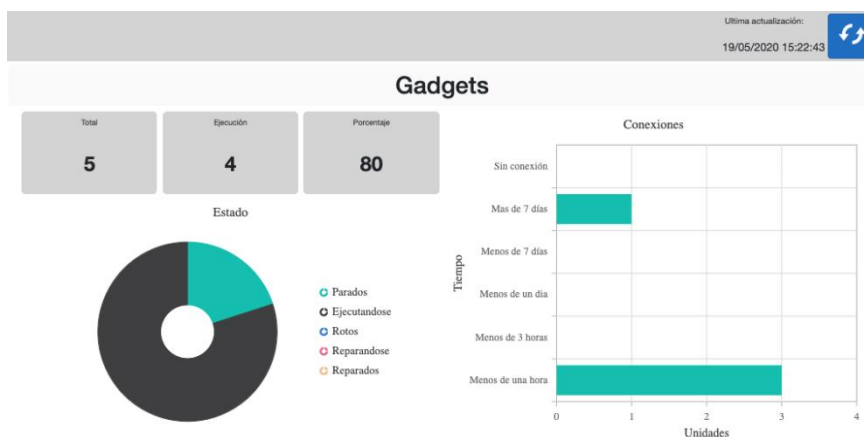 Ultima actualización:
19/05/2020 15:22:43
Gadgets
Total
5
Ejecución
4
Porcentaje
80
Estado
Parados
Ejecutandose
Rotos
Reparandose
Reparados
Conexiones
Tiempo
Sin conexión
Mas de 7 días
Menos de 7 días
Menos de un dia
Menos de 3 horas
Menos de una hora
0 1 2 3 4
Unidades